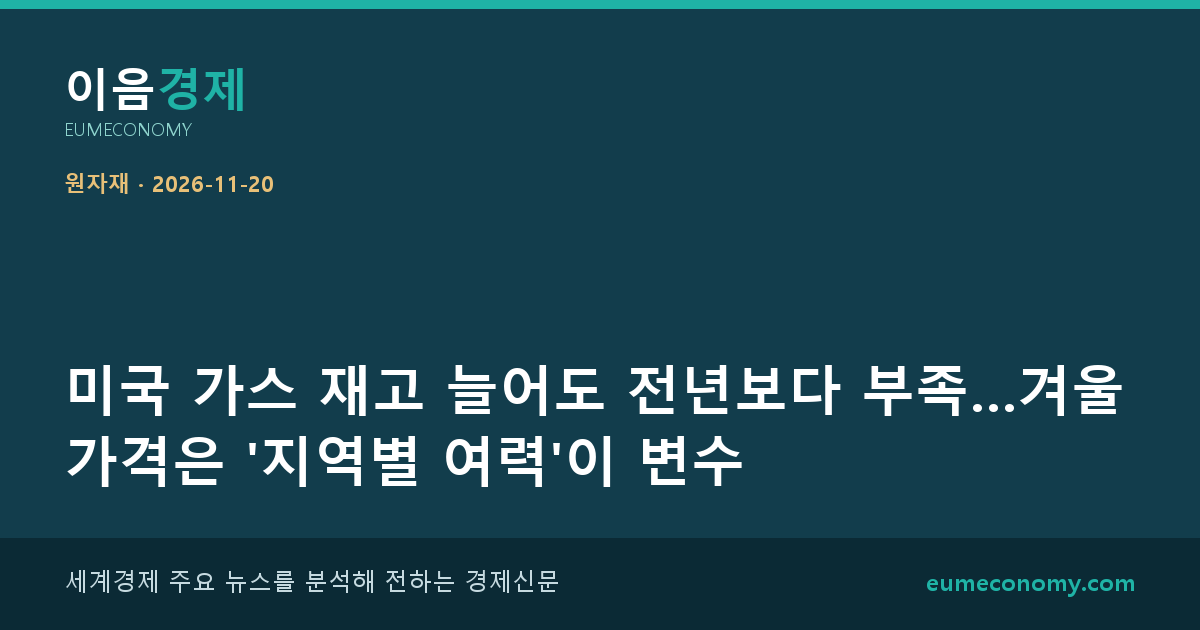 이음경제
EUMECONOMY
원자재 · 2026-11-20
미국 가스 재고 늘어도 전년보다 부족…겨울
가격은 '지역별 여력'이 변수
세계경제 주요 뉴스를 분석해 전하는 경제신문
eumeconomy.com